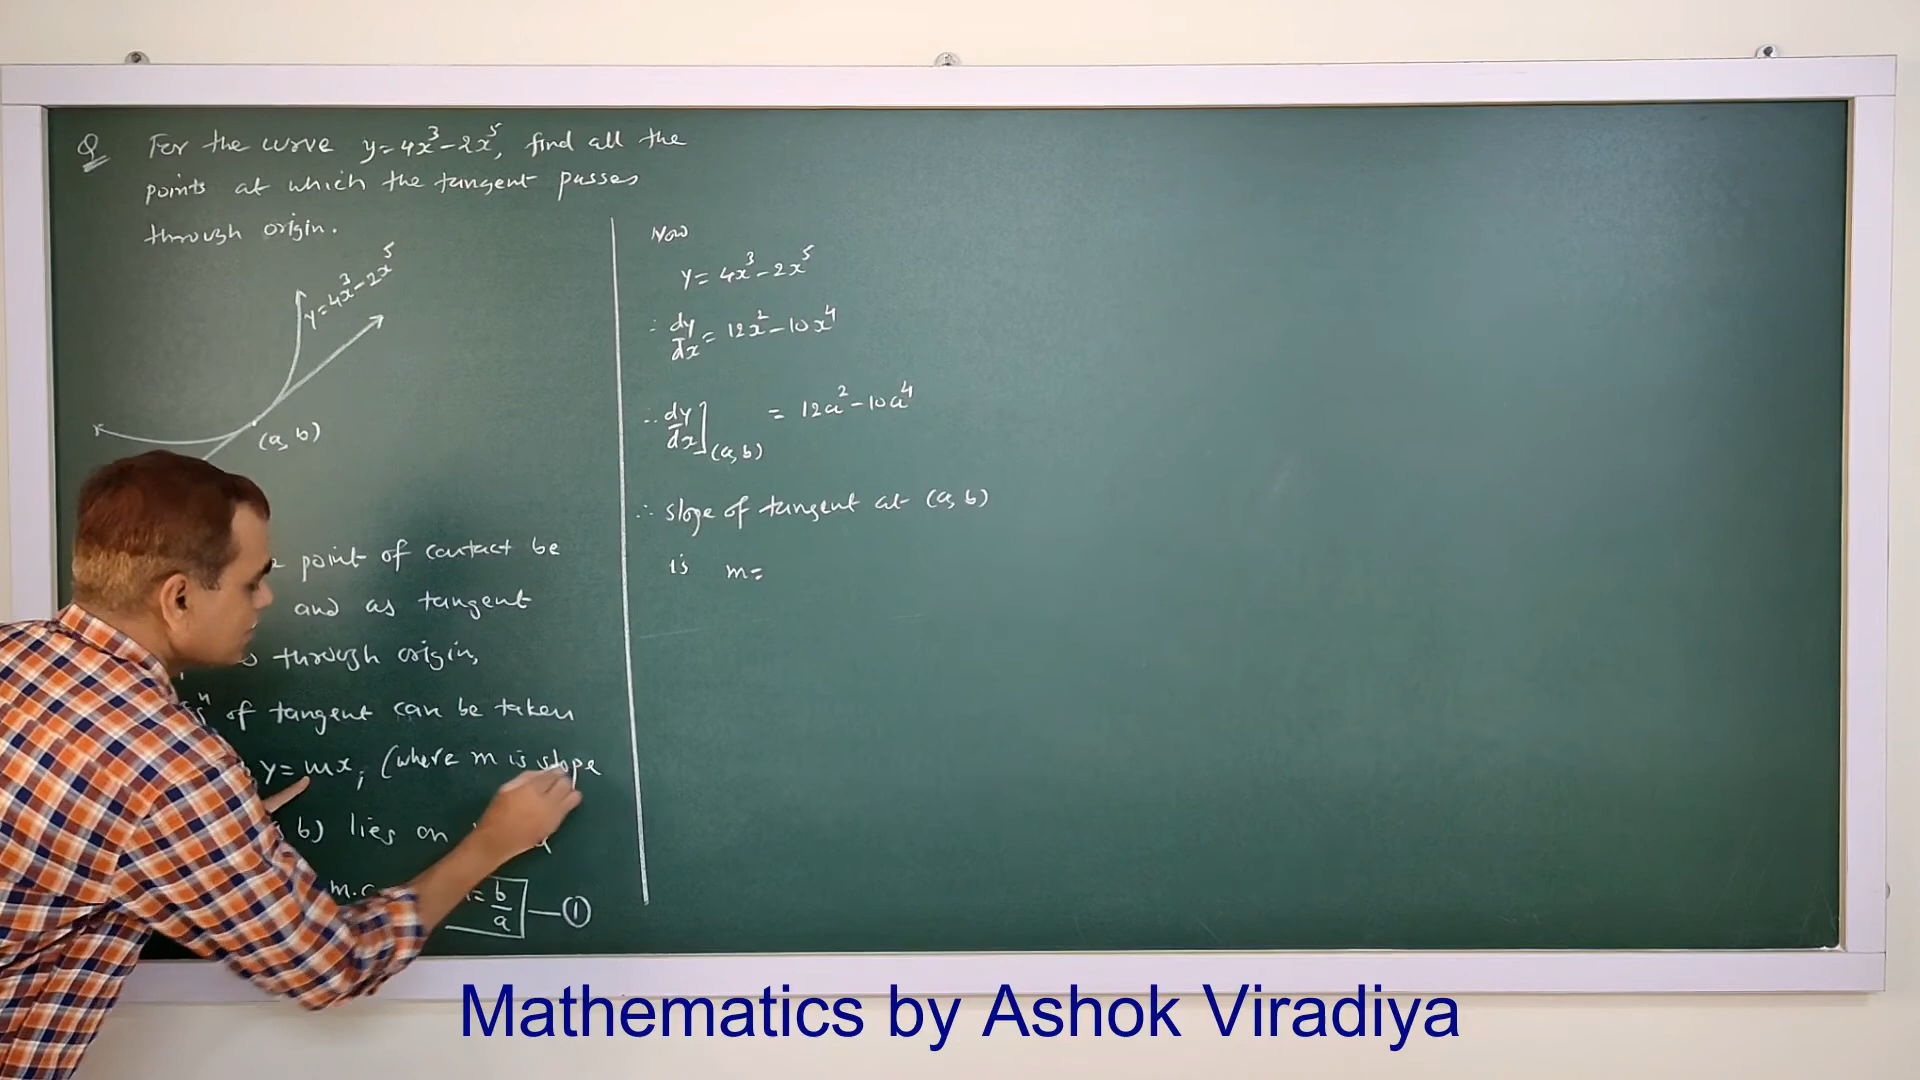 Q For the curve y=4x³-2x⁵, find all the
points at which the tangent passes
through origin.
y=4x³-2x⁵
(a, b)
point of contact be
and as tangent
through origin,
of tangent can be taken
y=mx, (where m is slope
b) lies on
m.a
= b/a —①
Now
y=4x³-2x⁵
∴ dy/dx = 12x²-10x⁴
∴ dy/dx](a, b) = 12a²-10a⁴
∴ slope of tangent at (a, b)
is m=
Mathematics by Ashok Viradiya